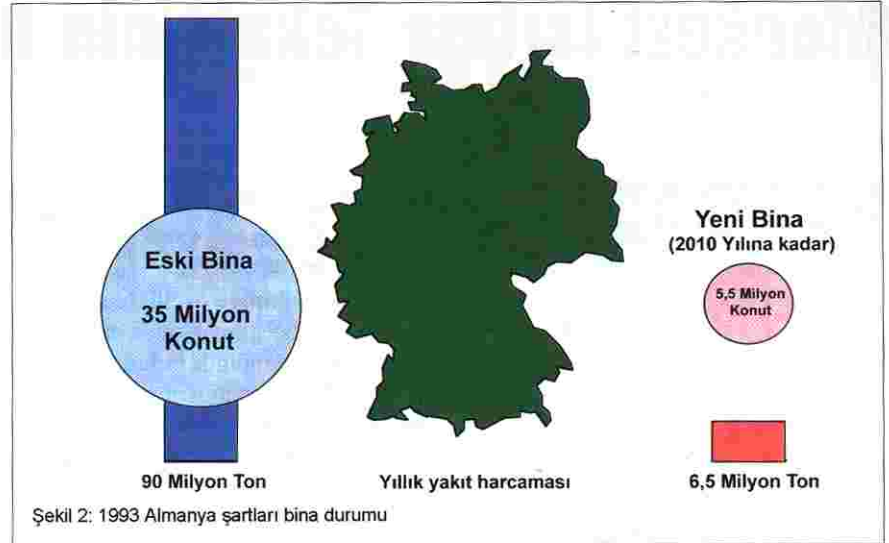 Eski Bina
35 Milyon
Konut
90 Milyon Ton
Yıllık yakıt harcaması
Yeni Bina
(2010 Yılına kadar)
5,5 Milyon
Konut
6,5 Milyon Ton
Şekil 2: 1993 Almanya şartları bina durumu